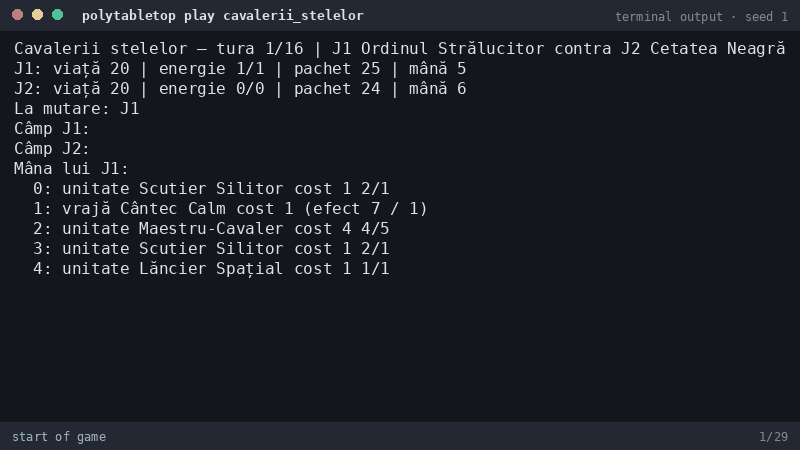 polytabletop play cavalerii_stelelor
terminal output · seed 1
Cavalerii stelelor — tura 1/16 | J1 Ordinul Strălucitor contra J2 Cetatea Neagră
J1: viață 20 | energie 1/1 | pachet 25 | mână 5
J2: viață 20 | energie 0/0 | pachet 24 | mână 6
La mutare: J1
Câmp J1:
Câmp J2:
Mâna lui J1:
0: unitate Scutier Silitor cost 1 2/1
1: vrajă Cântec Calm cost 1 (efect 7 / 1)
2: unitate Maestru-Cavaler cost 4 4/5
3: unitate Scutier Silitor cost 1 2/1
4: unitate Lăncier Spațial cost 1 1/1
start of game
1/29